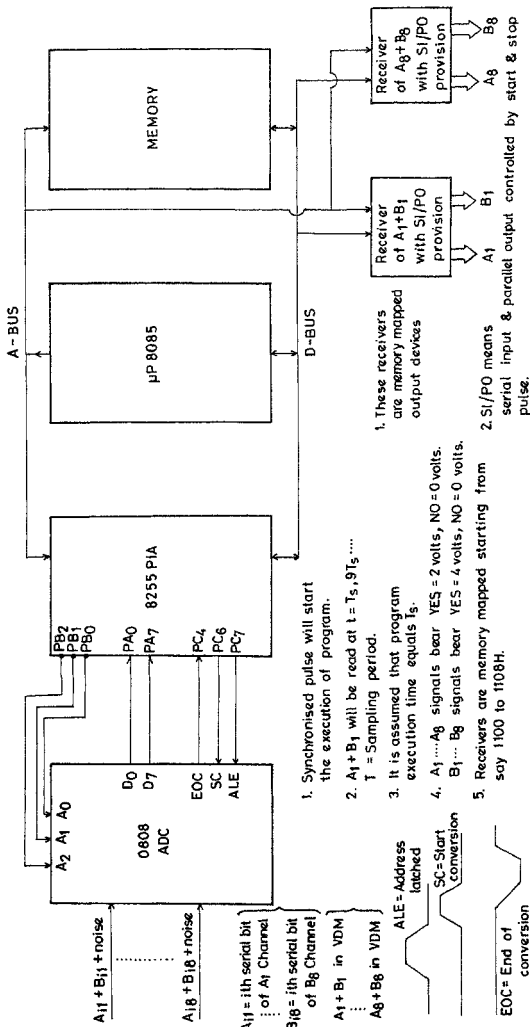 A-BUS
MEMORY
µP 8085
8255 PIA
D-BUS
PB2
PB1
PB0
PA0
PA7
PC4
PC6
PC7
A2
A1
A0
0808
ADC
D0
D7
EOC
SC
ALE
Ai1 + Bi1 + noise
Ai8 + Bi8 + noise
Receiver
of A1+B1
with SI/PO
provision
A1
B1
Receiver
of A8+B8
with SI/PO
provision
A8
B8
Ai1 = ith serial bit
of A1 Channel
Bi8 = ith serial bit
of B8 Channel
A1 + B1 in VDM
A8 + B8 in VDM
ALE = Address
latched
SC = Start
conversion
EOC = End of
conversion
1. Synchronised pulse will start
the execution of program.
2. A1 + B1 will be read at t = Ts, 9Ts ....
T = Sampling period.
3. It is assumed that program
execution time equals Ts.
4. A1 .... A8 signals bear YES = 2 volts, NO = 0 volts.
B1 ... B8 signals bear YES = 4 volts, NO = 0 volts.
5. Receivers are memory mapped starting from
say 1100 to 1108H.
1. These receivers
are memory mapped
output devices
2. SI/PO means
serial input & parallel output controlled by start & stop
pulse.